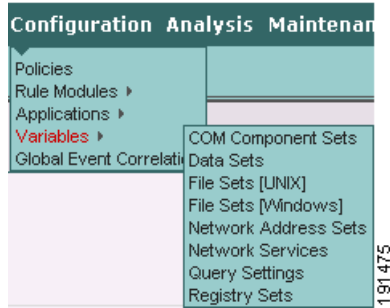 Configuration Analysis Maintenan
Policies
Rule Modules
Applications
Variables
Global Event Correlati
COM Component Sets
Data Sets
File Sets [UNIX]
File Sets [Windows]
Network Address Sets
Network Services
Query Settings
Registry Sets
191475